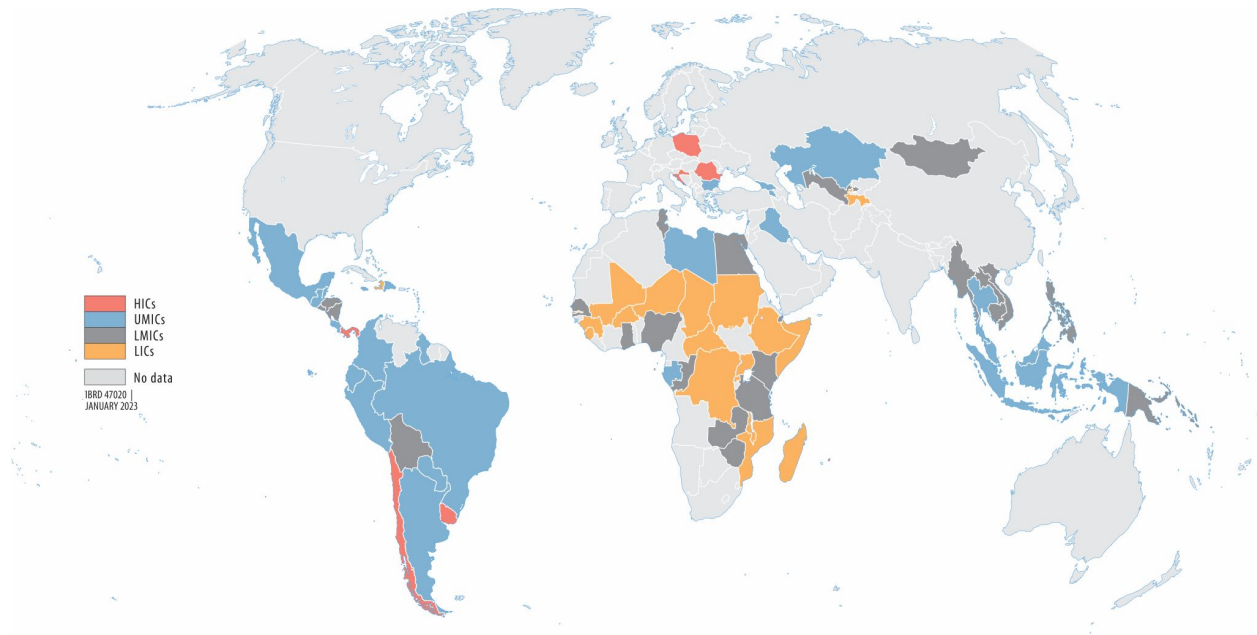 HICs
UMICs
LMICs
LICs
No data
IBRD 47020 |
JANUARY 2023